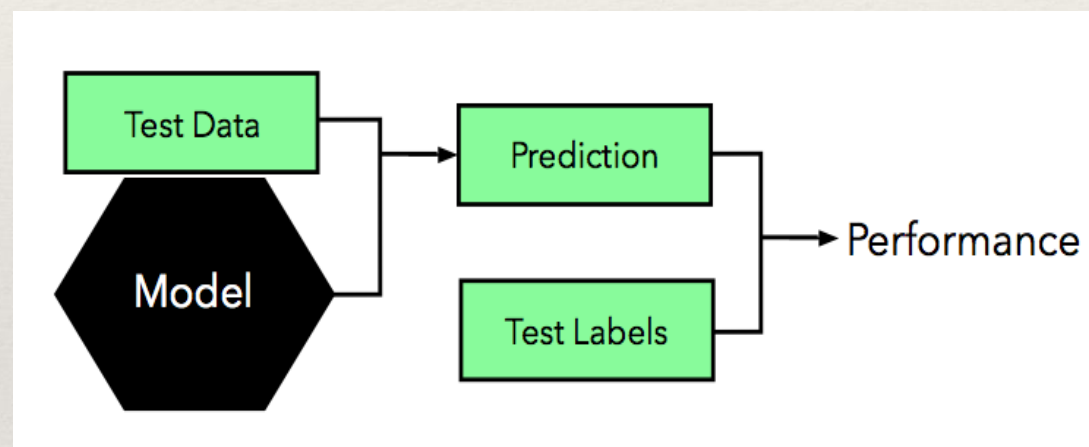 Test Data
Prediction
Model
Test Labels
Performance